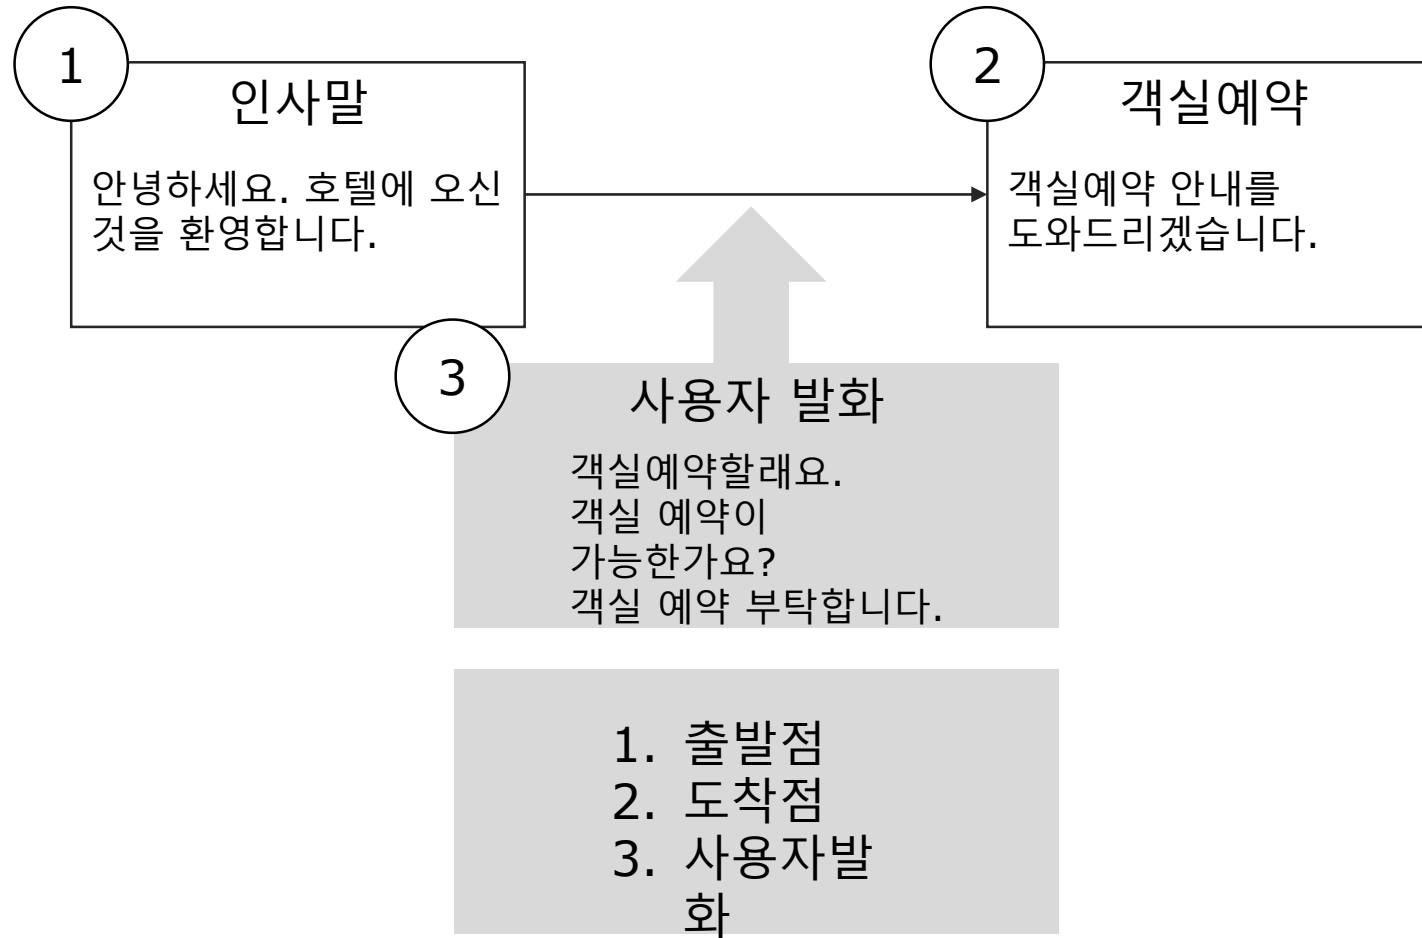 1
인사말
안녕하세요. 호텔에 오신
것을 환영합니다.
2
객실예약
객실예약 안내를
도와드리겠습니다.
3
사용자 발화
객실예약할래요.
객실 예약이
가능한가요?
객실 예약 부탁합니다.
1. 출발점
2. 도착점
3. 사용자발
화